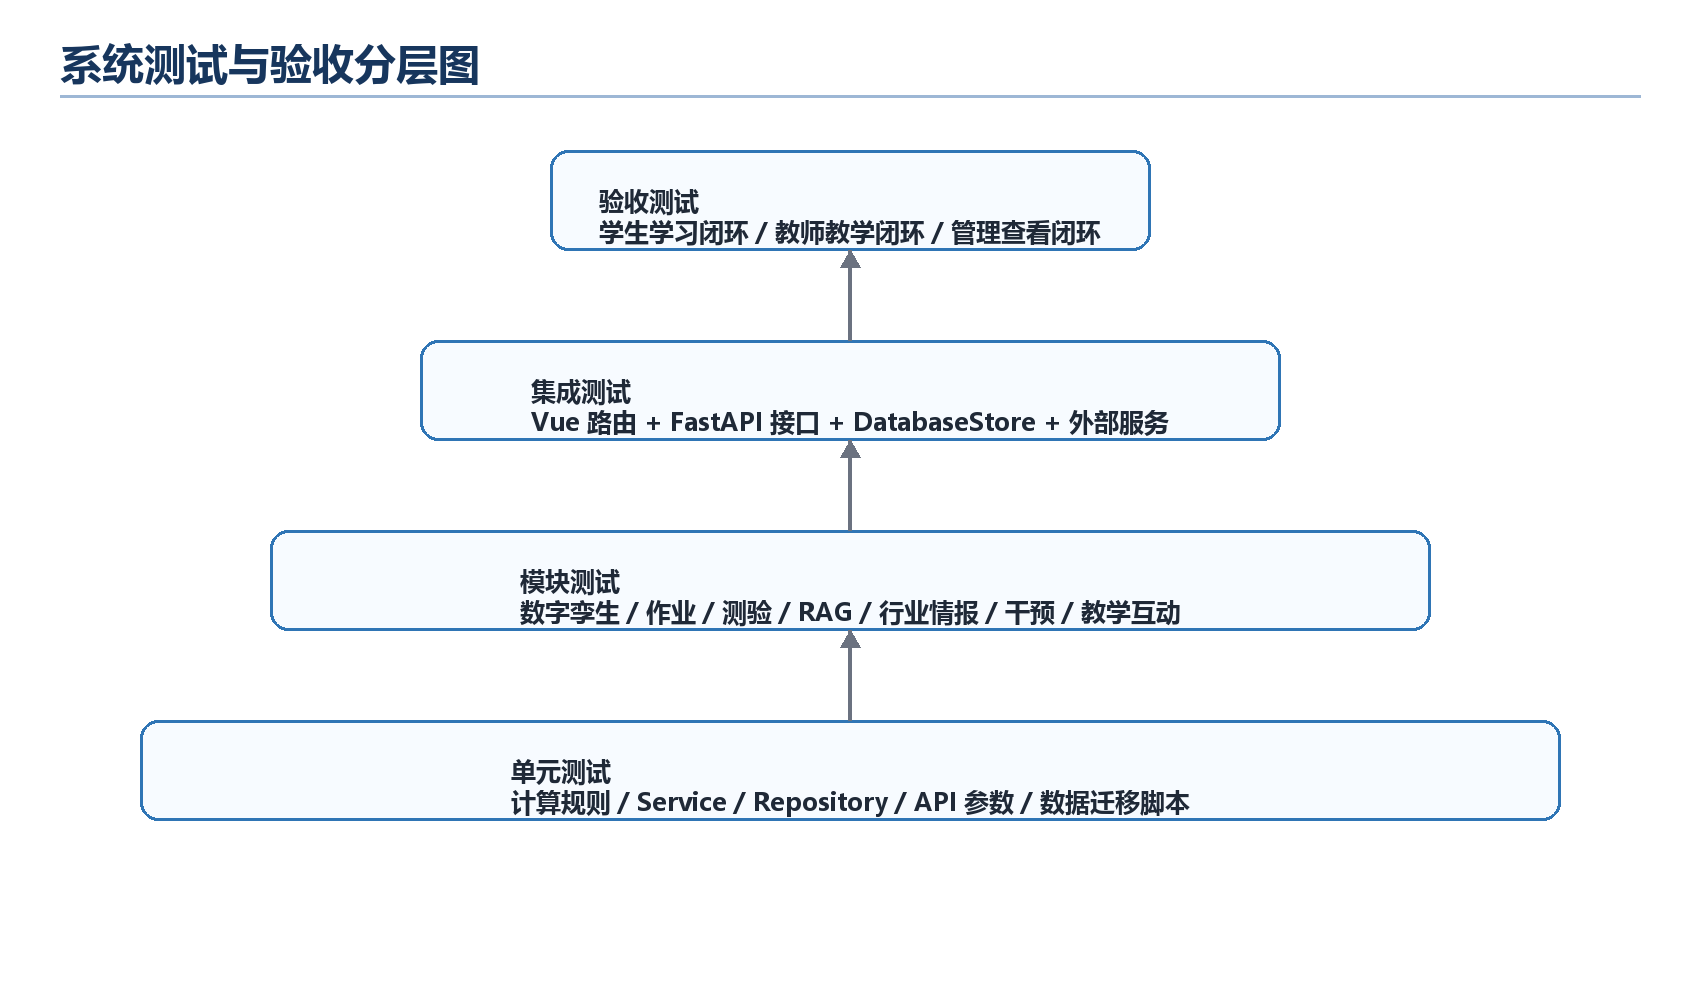 系统测试与验收分层图
验收测试
学生学习闭环 / 教师教学闭环 / 管理查看闭环
集成测试
Vue 路由 + FastAPI 接口 + DatabaseStore + 外部服务
模块测试
数字孪生 / 作业 / 测验 / RAG / 行业情报 / 干预 / 教学互动
单元测试
计算规则 / Service / Repository / API 参数 / 数据迁移脚本